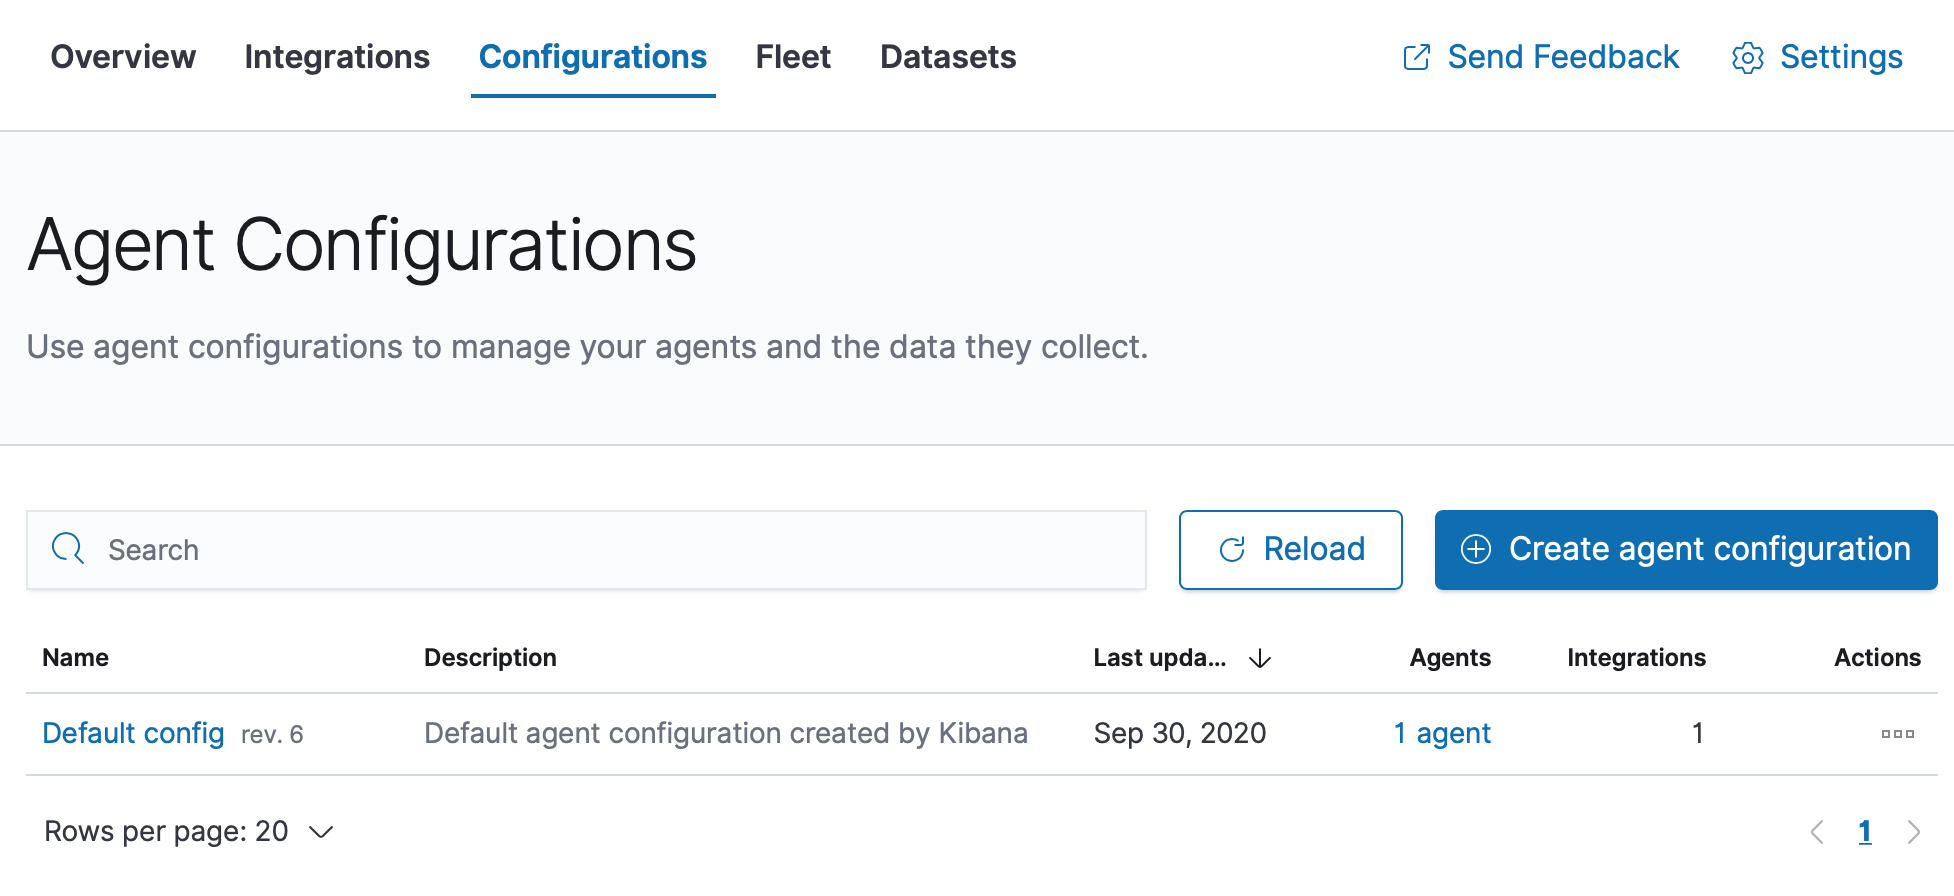 Overview Integrations Configurations Fleet Datasets Send Feedback Settings
Agent Configurations
Use agent configurations to manage your agents and the data they collect.
Search Reload Create agent configuration
Name Description Last upda... Agents Integrations Actions
Default config rev. 6 Default agent configuration created by Kibana Sep 30, 2020 1 agent 1
Rows per page: 20 1